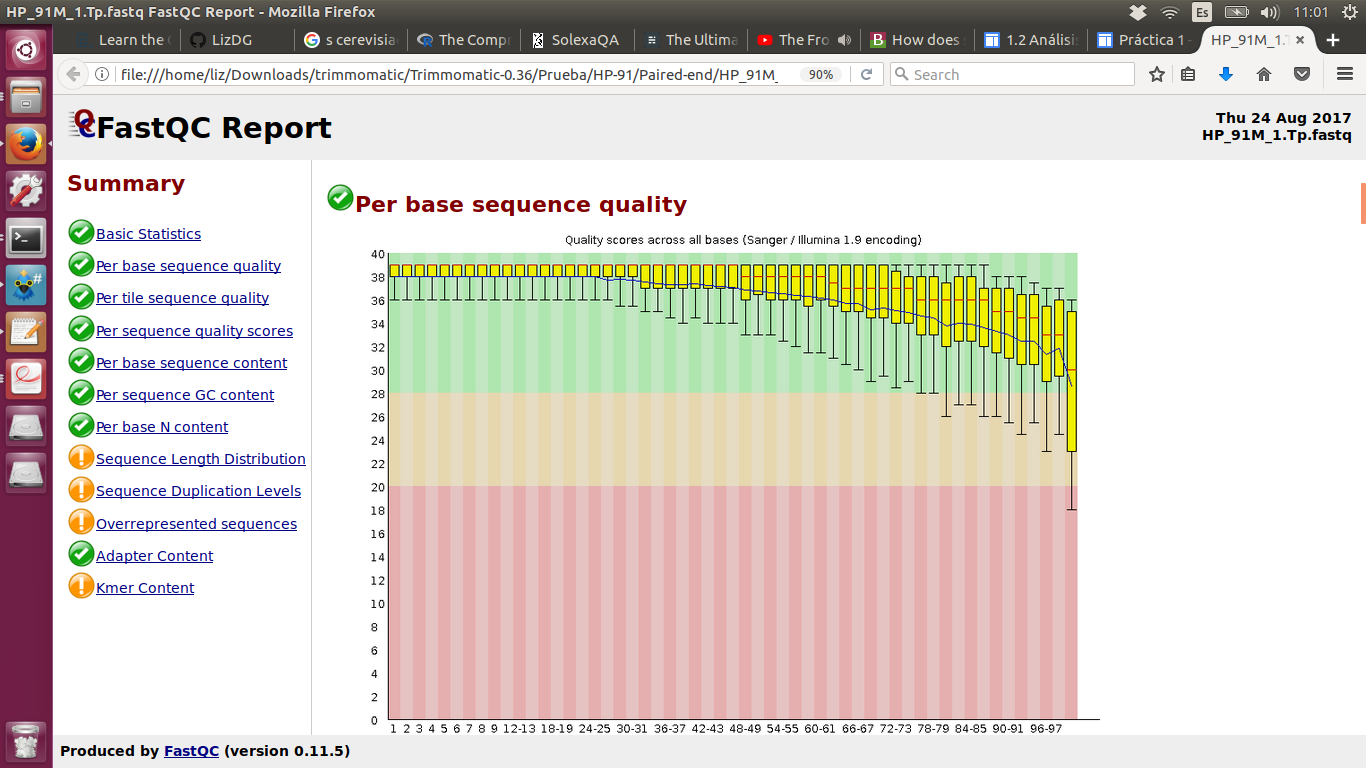 HP_91M_1.Tp.fastq FastQC Report - Mozilla Firefox
Es
11:01
Learn the
LizDG
s cerevisia
The Comp
SolexaQA
The Ultima
The Fro
How does
1.2 Análisis
Práctica 1 -
HP_91M_1.T
file:///home/liz/Downloads/trimmomatic/Trimmomatic-0.36/Prueba/HP-91/Paired-end/HP_91M_
90%
Search
FastQC Report
Thu 24 Aug 2017
HP_91M_1.Tp.fastq
Summary
Basic Statistics
Per base sequence quality
Per tile sequence quality
Per sequence quality scores
Per base sequence content
Per sequence GC content
Per base N content
Sequence Length Distribution
Sequence Duplication Levels
Overrepresented sequences
Adapter Content
Kmer Content
Per base sequence quality
Quality scores across all bases (Sanger / Illumina 1.9 encoding)
40
38
36
34
32
30
28
26
24
22
20
18
16
14
12
10
8
6
4
2
0
1 2 3 4 5 6 7 8 9 12-13 18-19 24-25 30-31 36-37 42-43 48-49 54-55 60-61 66-67 72-73 78-79 84-85 90-91 96-97
Produced by FastQC (version 0.11.5)